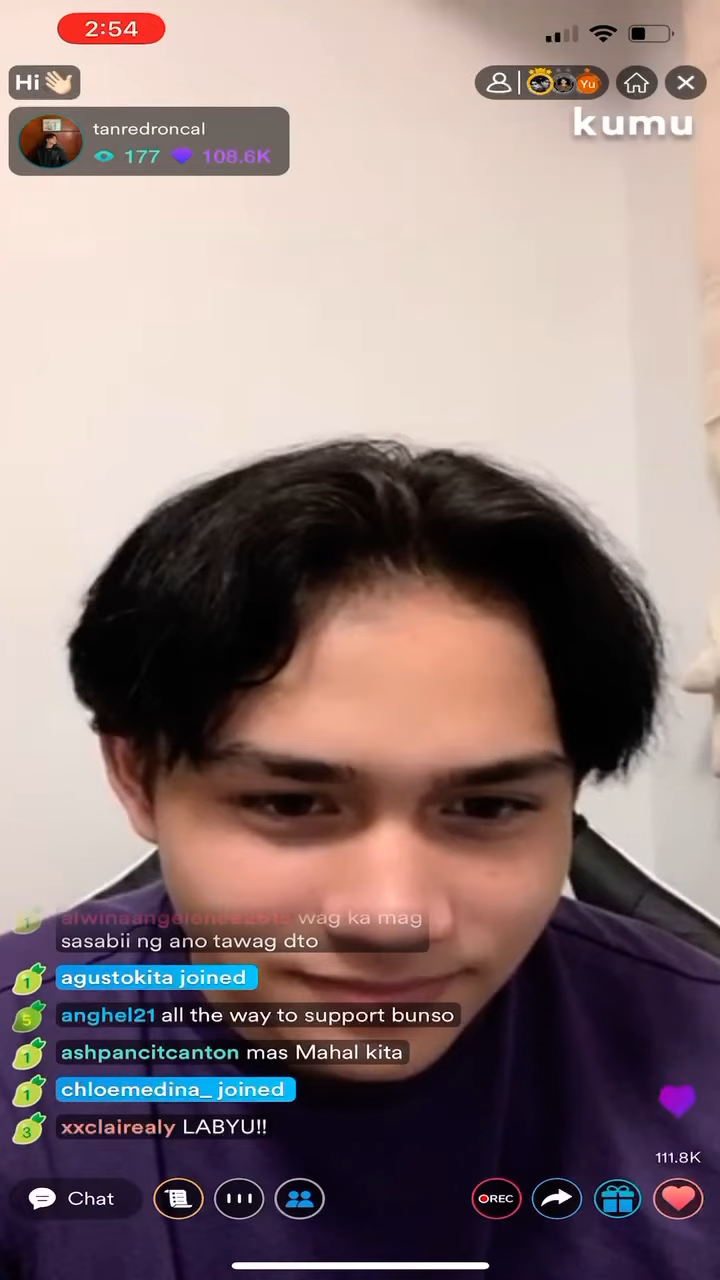 2:54
Hi👋
Yu
kumu
tanredroncal
177 108.6K
1 alwinaangelonce2613 wag ka mag
sasabii ng ano tawag dto
1 agustokita joined
5 anghel21 all the way to support bunso
1 ashpancitcanton mas Mahal kita
1 chloemedina_ joined
3 xxclairealy LABYU!!
111.8K
Chat
REC